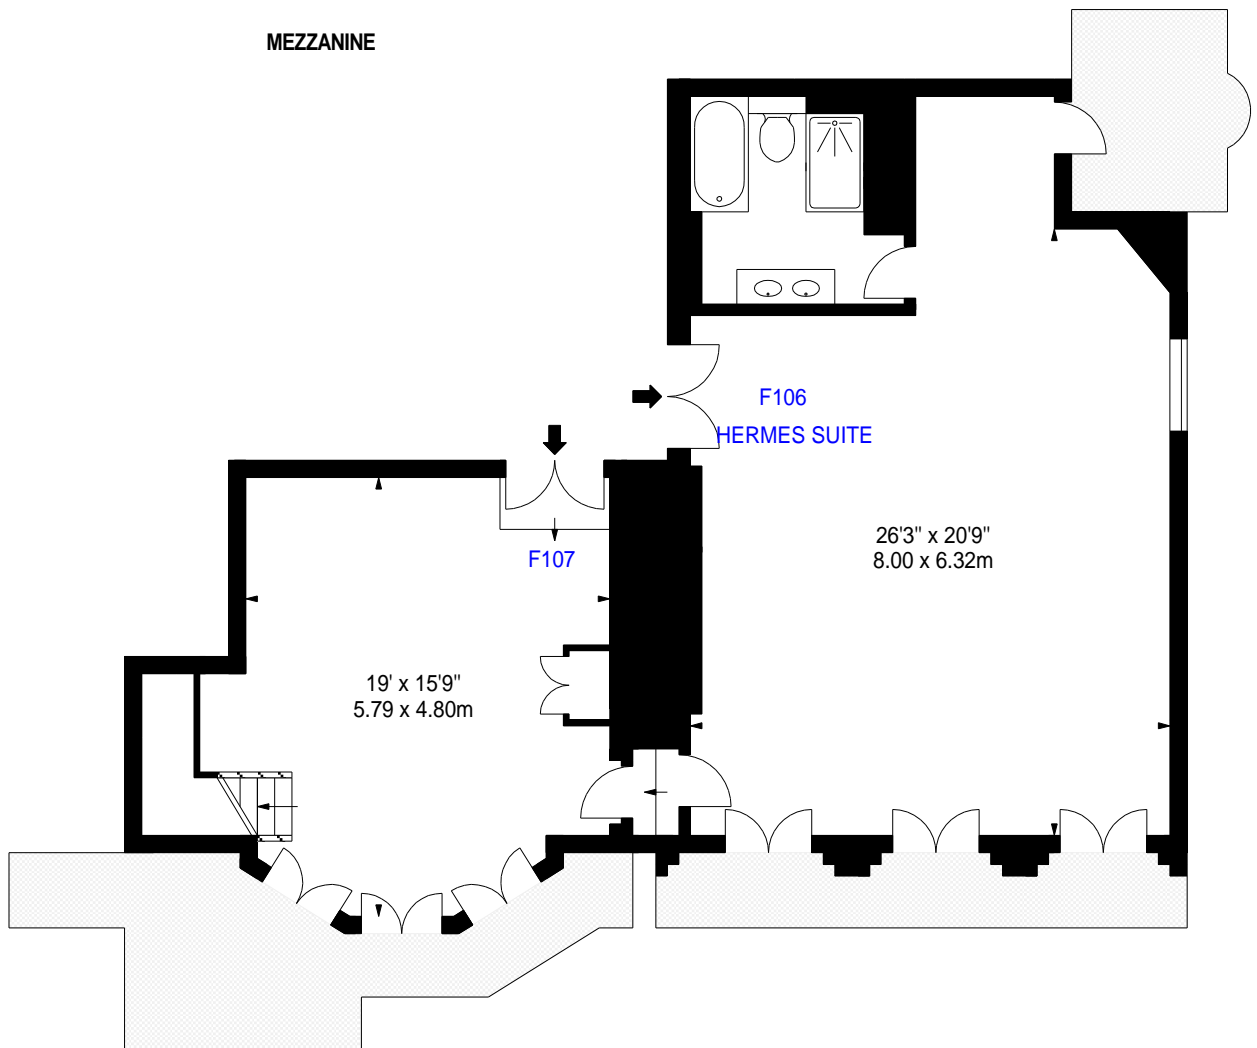 MEZZANINE
F106
HERMES SUITE
26'3" x 20'9"
8.00 x 6.32m
F107
19' x 15'9"
5.79 x 4.80m